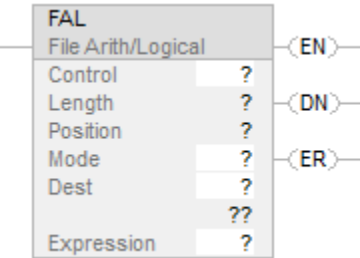 FAL
File Arith/Logical
EN
Control ?
Length ?
DN
Position ?
Mode ?
ER
Dest ?
??
Expression ?